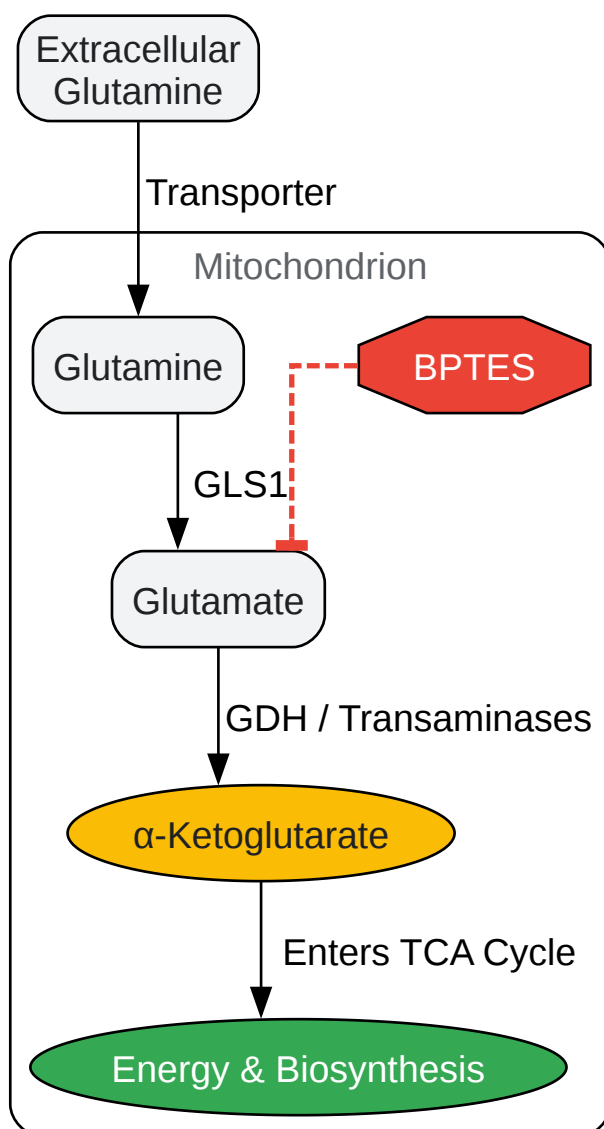 Extracellular
Glutamine
Transporter
Mitochondrion
Glutamine
BPTES
GLS1
Glutamate
GDH / Transaminases
α-Ketoglutarate
Enters TCA Cycle
Energy & Biosynthesis